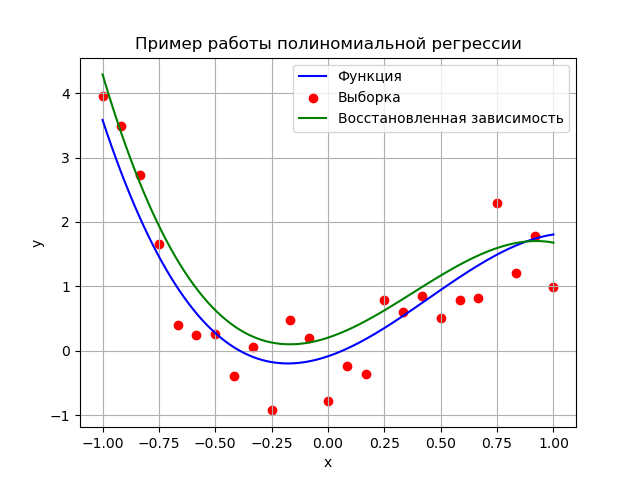 Пример работы полиномиальной регрессии
Функция
Выборка
Восстановленная зависимость
4
3
2
1
0
−1
y
−1.00 −0.75 −0.50 −0.25 0.00 0.25 0.50 0.75 1.00
x